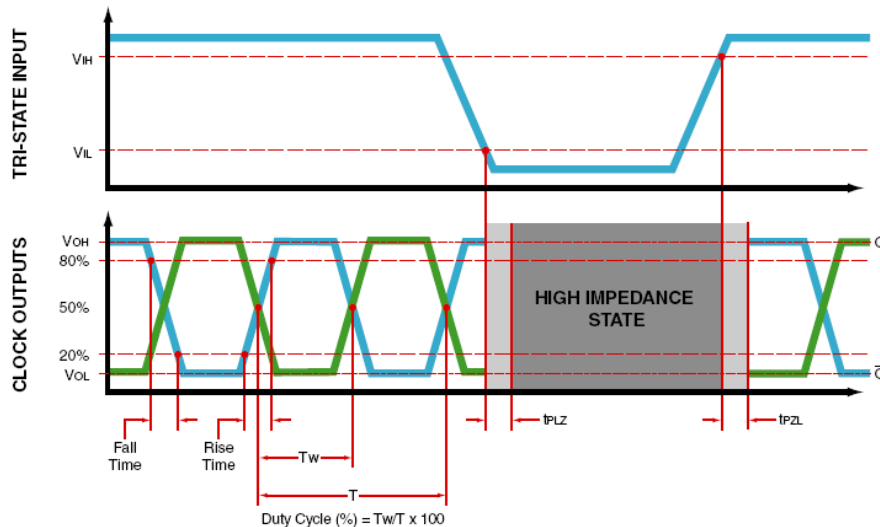 TRI-STATE INPUT
VIH
VIL
CLOCK OUTPUTS
VOH
80%
50%
20%
VOL
HIGH IMPEDANCE
STATE
Fall
Time
Rise
Time
Tw
T
tPLZ
tPZL
Duty Cycle (%) = Tw/T x 100